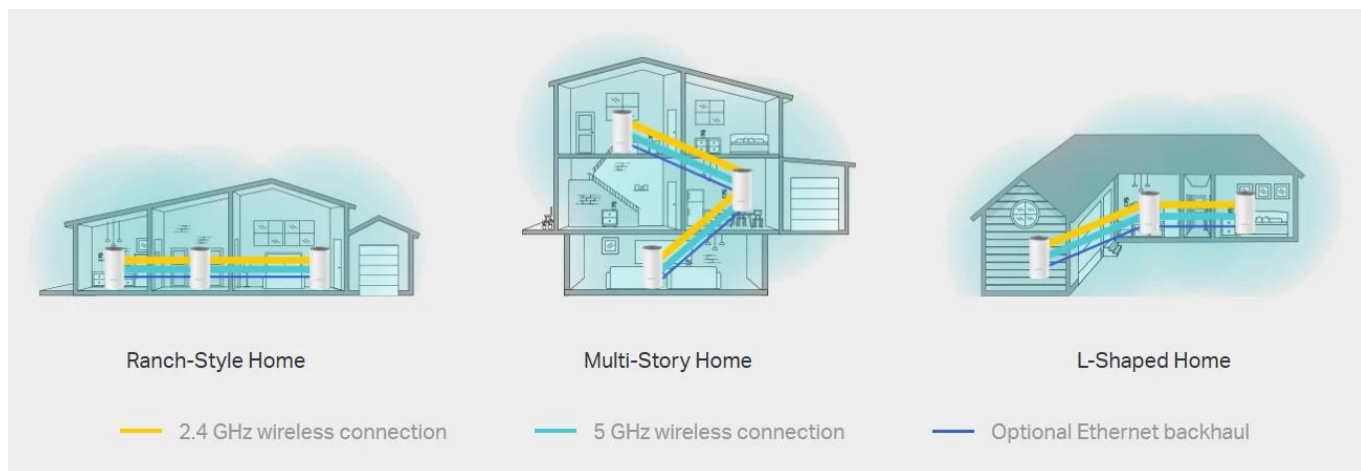 Ranch-Style Home
Multi-Story Home
L-Shaped Home
2.4 GHz wireless connection
5 GHz wireless connection
Optional Ethernet backhaul